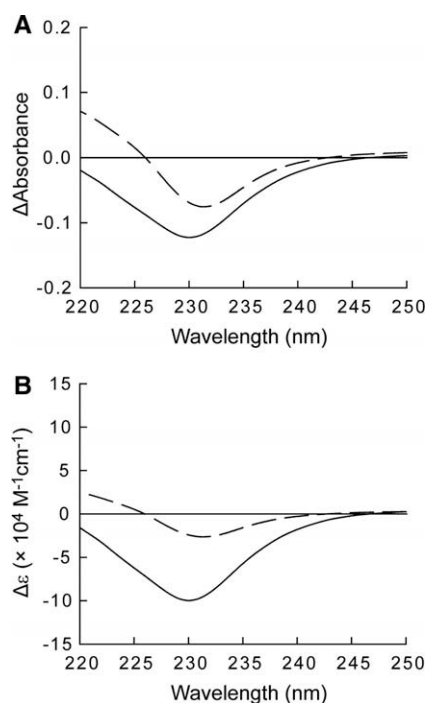 A
0.2
0.1
0.0
-0.1
-0.2
ΔAbsorbance
220 225 230 235 240 245 250
Wavelength (nm)
B
15
10
5
0
-5
-10
-15
Δε (× 10⁴ M⁻¹cm⁻¹)
220 225 230 235 240 245 250
Wavelength (nm)